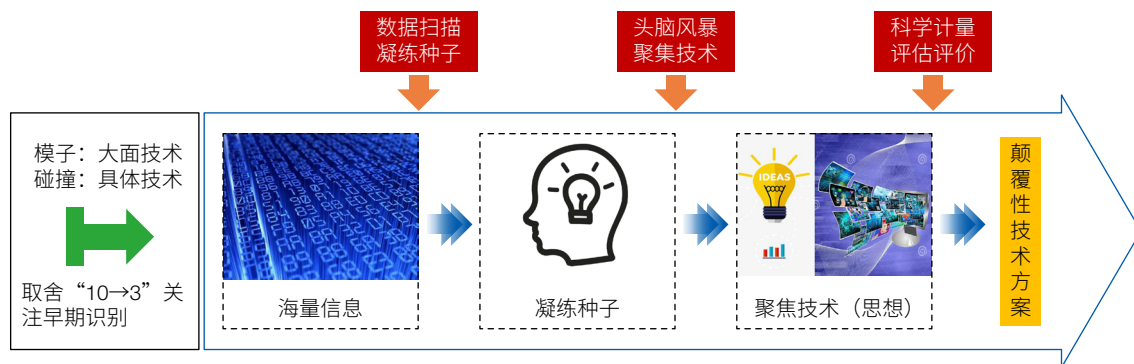 数据扫描
凝练种子
头脑风暴
聚集技术
科学计量
评估评价
模子：大面技术
碰撞：具体技术
取舍“10→3”关
注早期识别
海量信息
凝练种子
IDEAS
聚焦技术（思想）
颠覆性技术方案